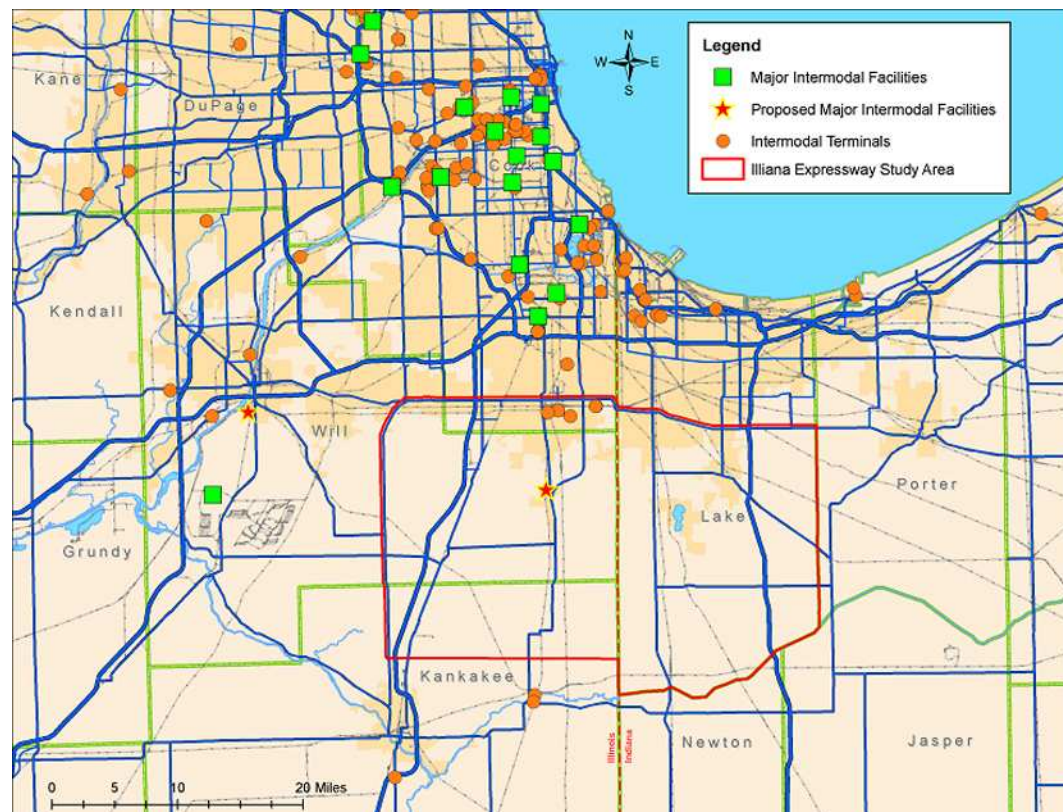 N
W E
S
Legend
Major Intermodal Facilities
Proposed Major Intermodal Facilities
Intermodal Terminals
Illiana Expressway Study Area
Kane
DuPage
Cook
Kendall
Will
Lake
Porter
Grundy
Kankakee
Newton
Jasper
Illinois
Indiana
0 5 10 20 Miles